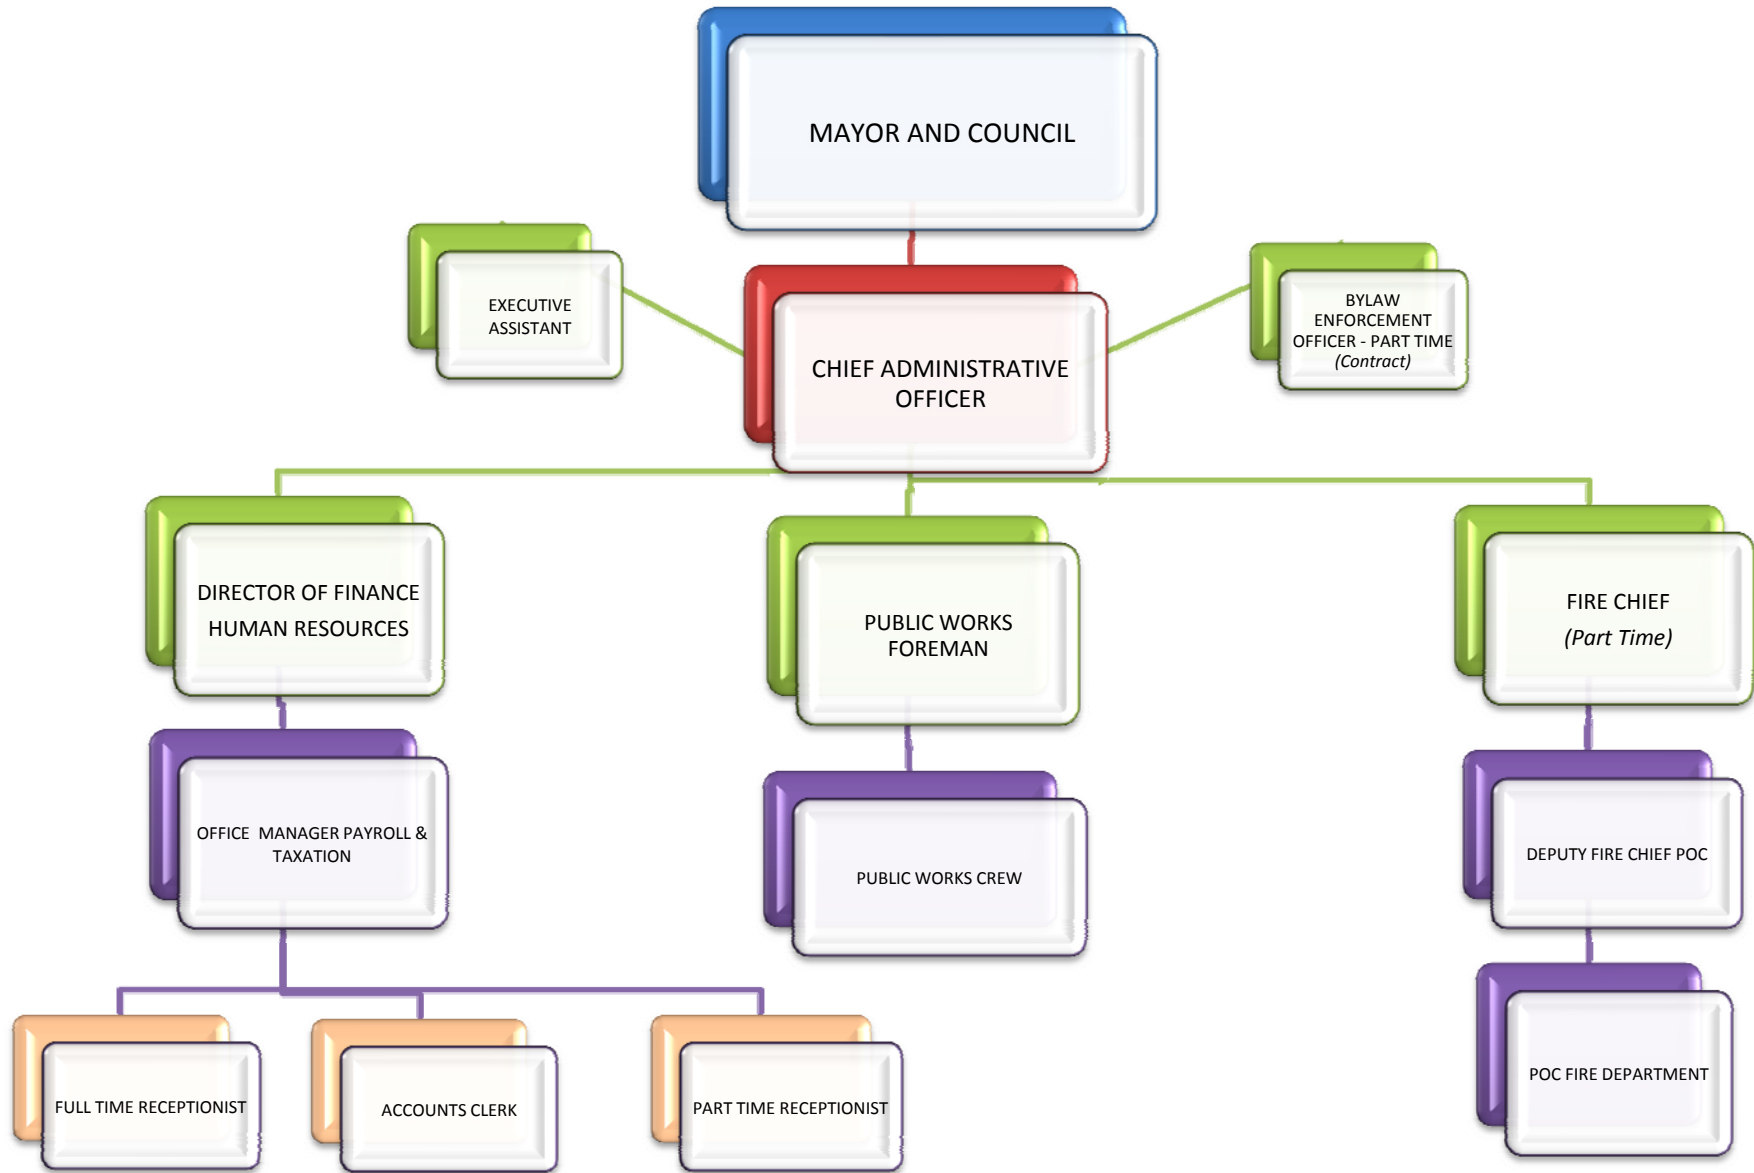 MAYOR AND COUNCIL
EXECUTIVE
ASSISTANT
BYLAW
ENFORCEMENT
OFFICER - PART TIME
(Contract)
CHIEF ADMINISTRATIVE
OFFICER
DIRECTOR OF FINANCE
HUMAN RESOURCES
PUBLIC WORKS
FOREMAN
FIRE CHIEF
(Part Time)
OFFICE  MANAGER PAYROLL &
TAXATION
PUBLIC WORKS CREW
DEPUTY FIRE CHIEF POC
FULL TIME RECEPTIONIST
ACCOUNTS CLERK
PART TIME RECEPTIONIST
POC FIRE DEPARTMENT